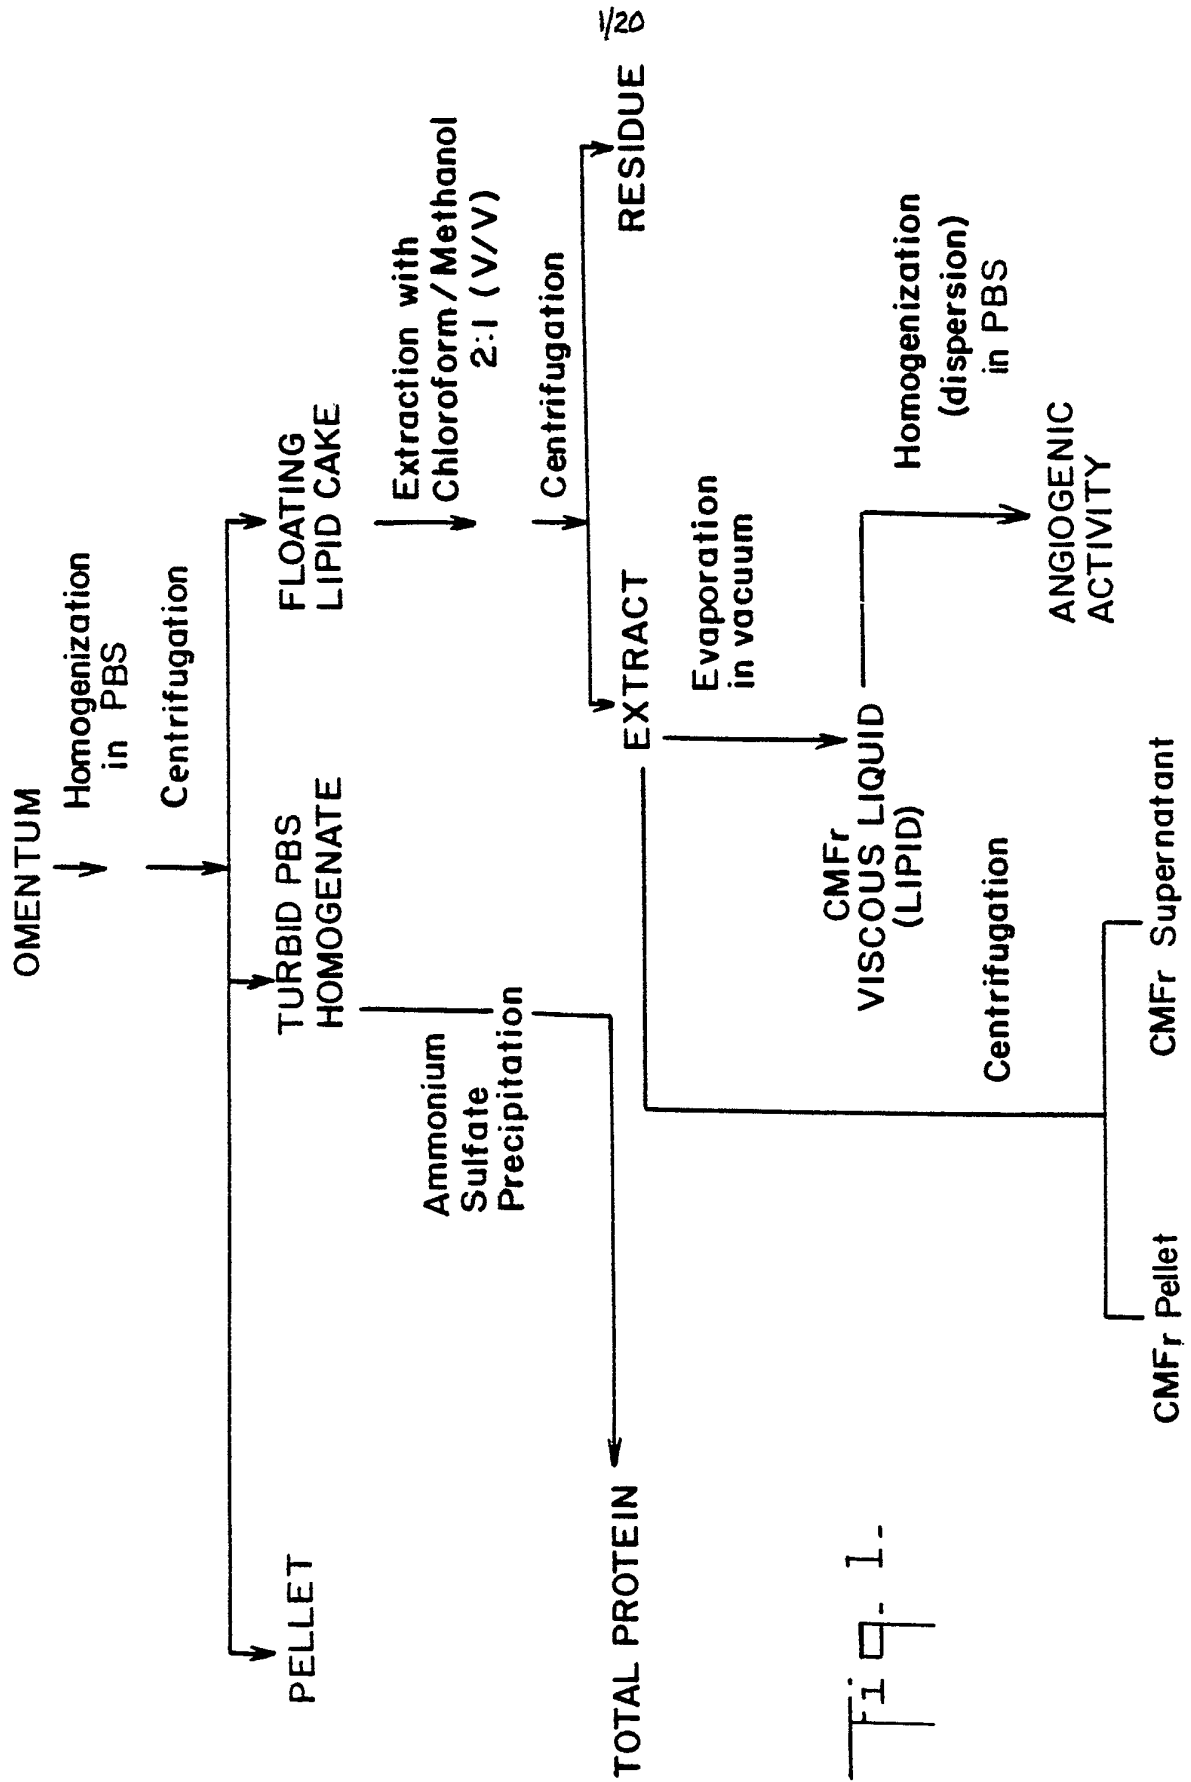 1/20
OMENTUM
Homogenization
in PBS
Centrifugation
PELLET
TURBID PBS
HOMOGENATE
FLOATING
LIPID CAKE
Ammonium
Sulfate
Precipitation
Extraction with
Chloroform/Methanol
2:1 (V/V)
Centrifugation
TOTAL PROTEIN
EXTRACT
RESIDUE
Evaporation
in vacuum
CMFr
VISCOUS LIQUID
(LIPID)
Homogenization
(dispersion)
in PBS
Centrifugation
ANGIOGENIC
ACTIVITY
CMFr Pellet
CMFr Supernatant
Fig. 1.